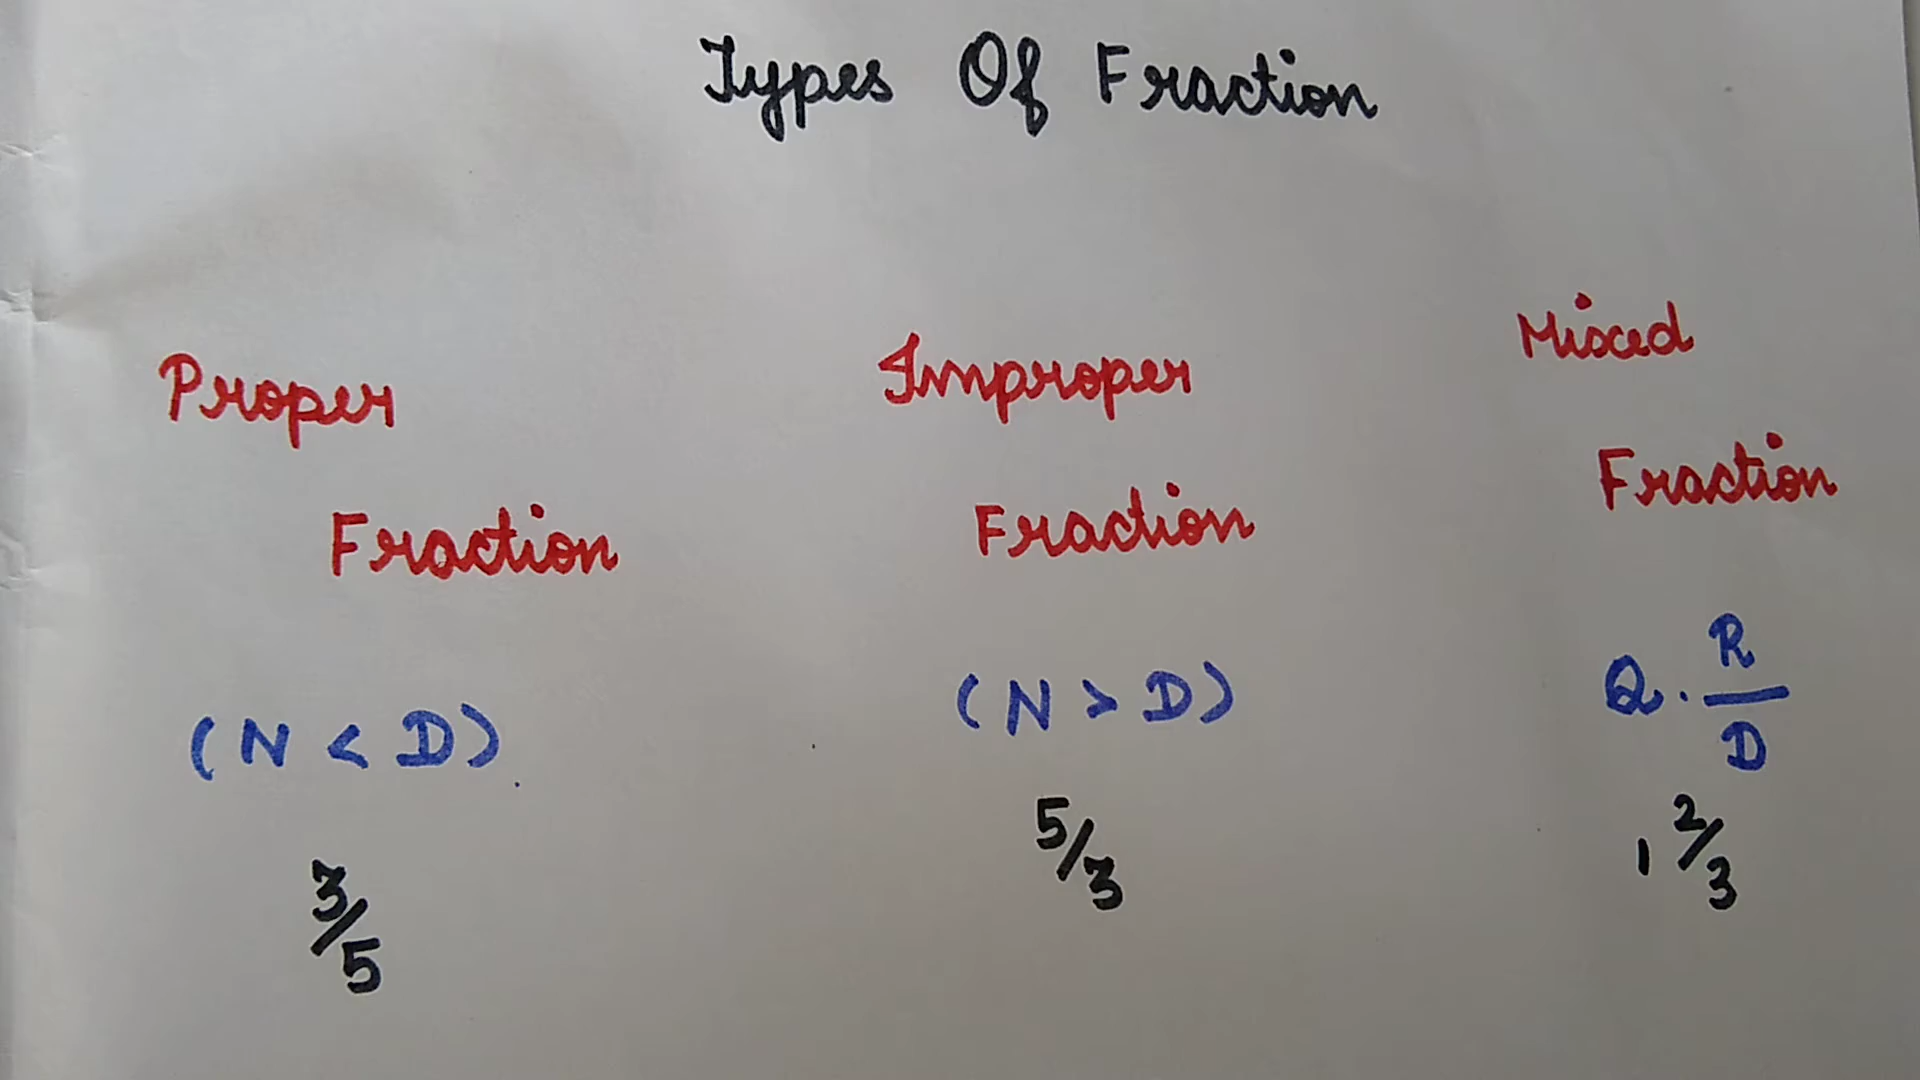 Types Of Fraction
Proper
Fraction
(N < D)
3/5
Improper
Fraction
(N > D)
5/3
Mixed
Fraction
Q. R/D
1 2/3